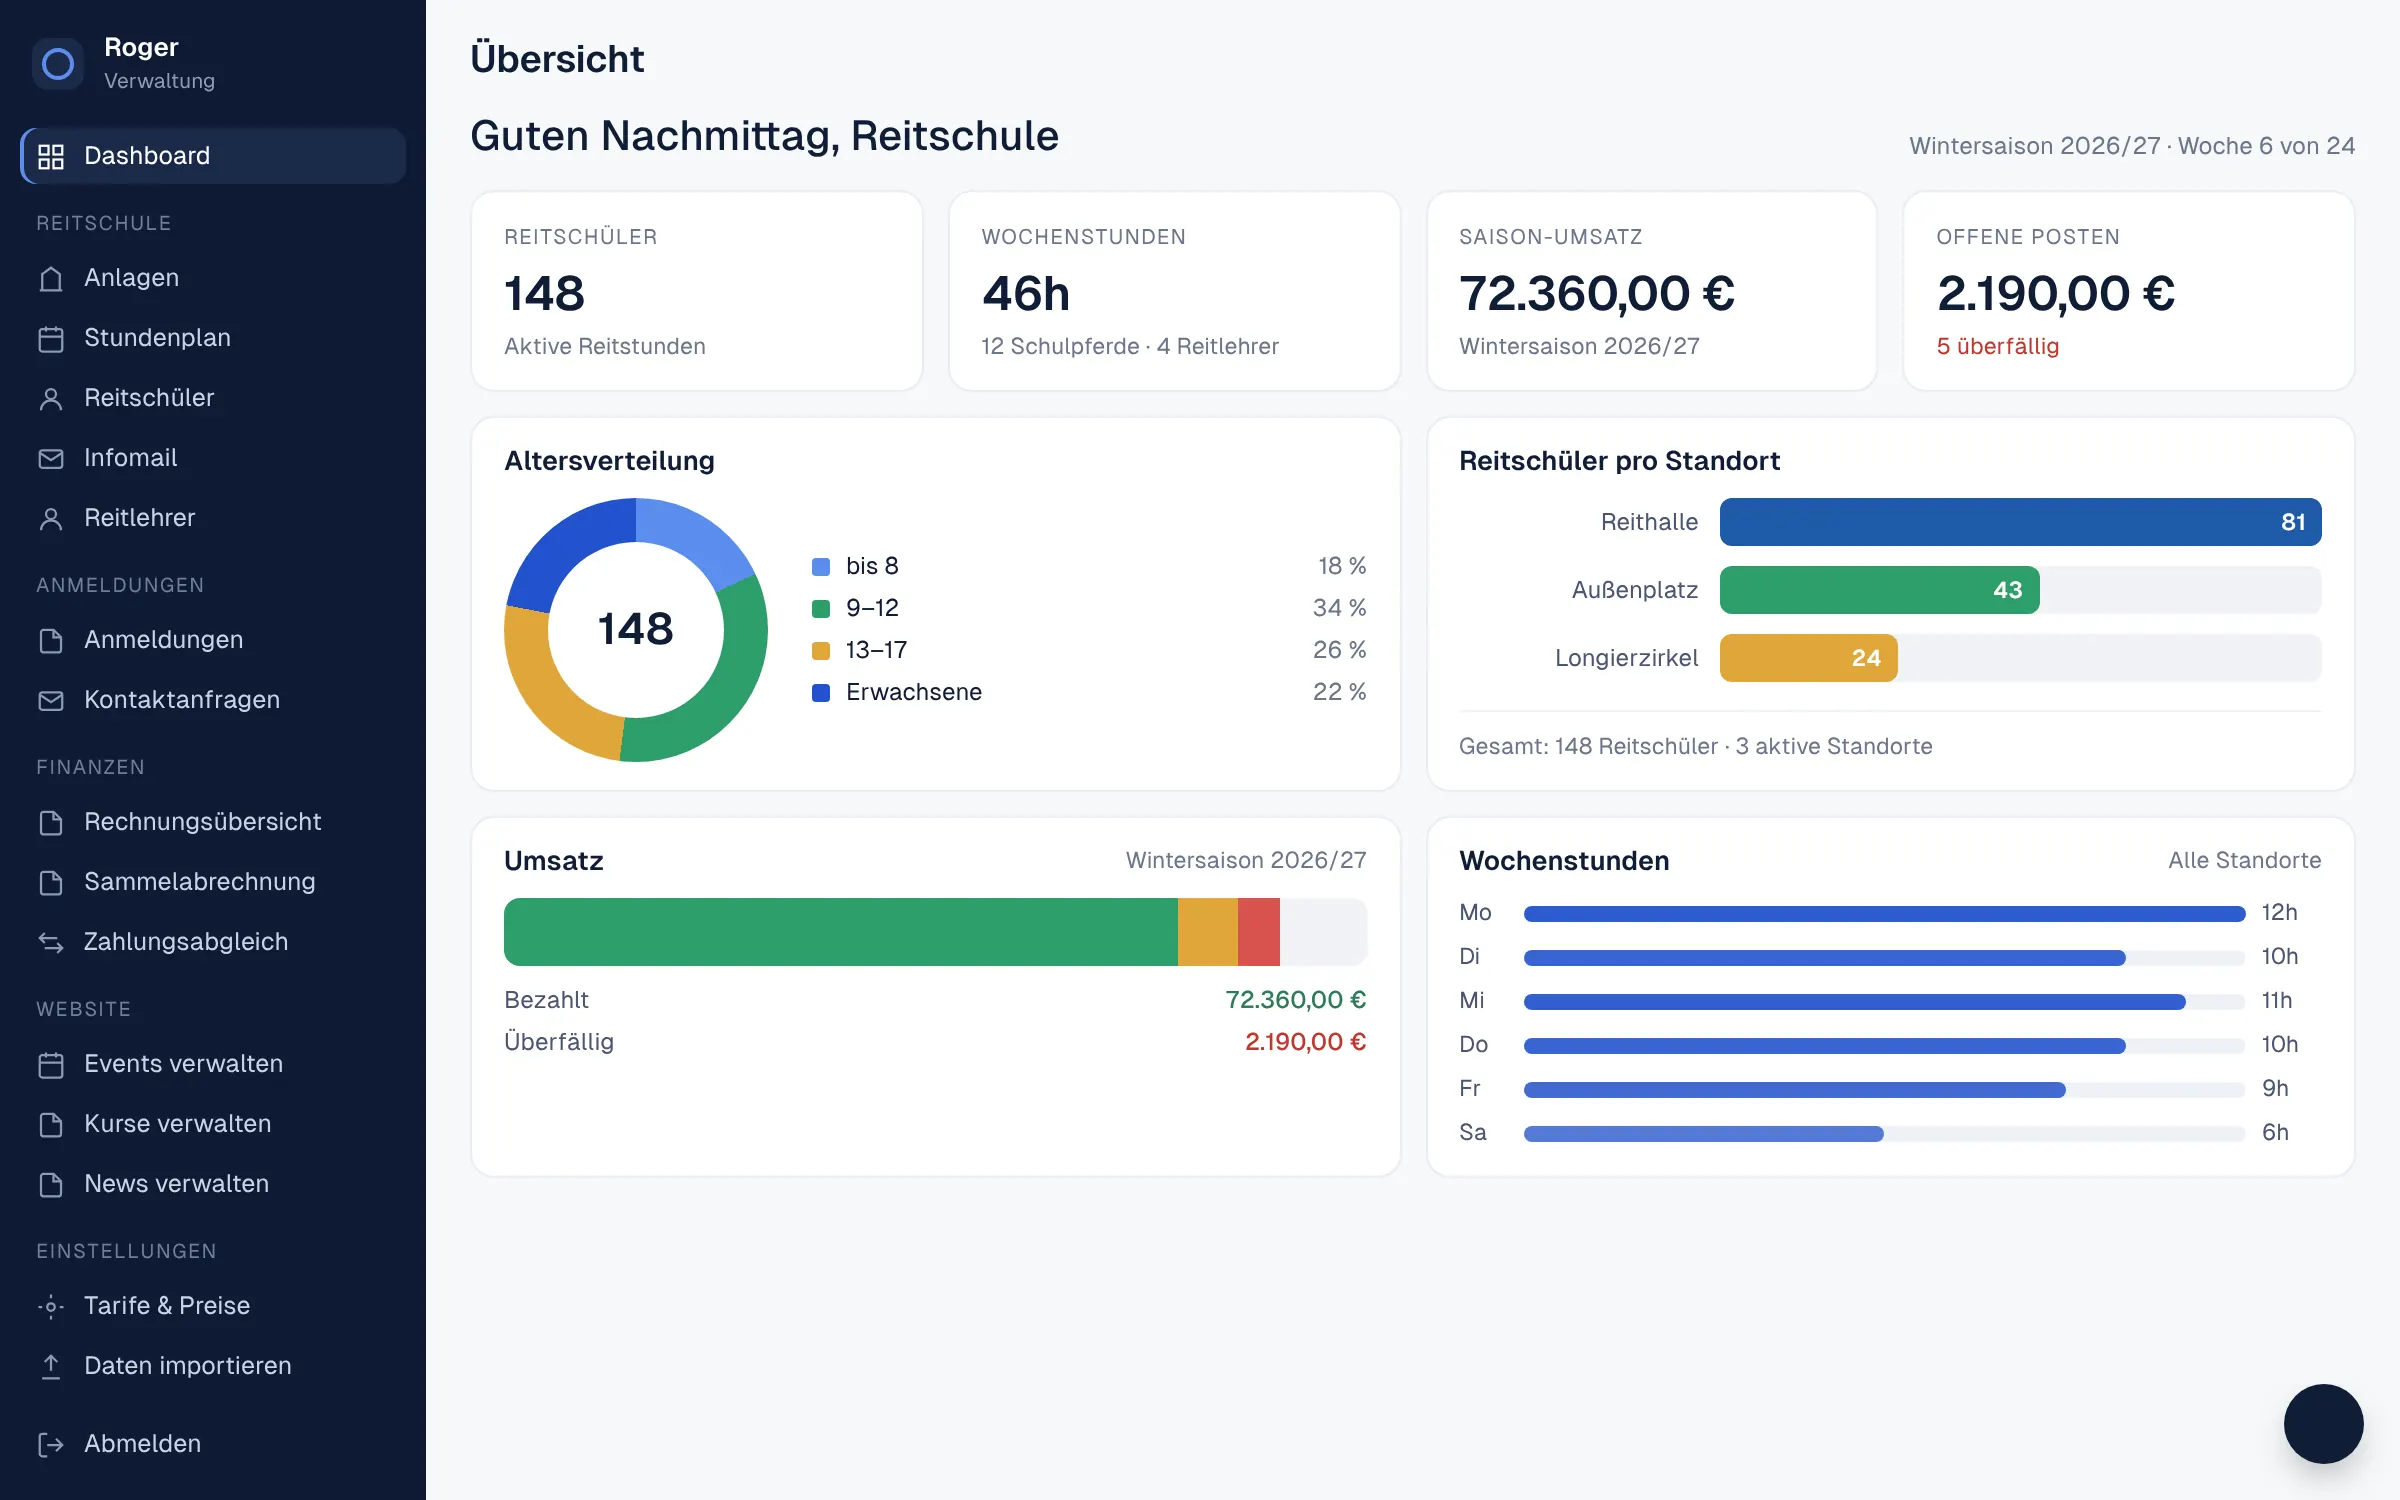 Roger
Verwaltung
Dashboard
REITSCHULE
Anlagen
Stundenplan
Reitschüler
Infomail
Reitlehrer
ANMELDUNGEN
Anmeldungen
Kontaktanfragen
FINANZEN
Rechnungsübersicht
Sammelabrechnung
Zahlungsabgleich
WEBSITE
Events verwalten
Kurse verwalten
News verwalten
EINSTELLUNGEN
Tarife & Preise
Daten importieren
Abmelden
Übersicht
Guten Nachmittag, Reitschule
Wintersaison 2026/27 · Woche 6 von 24
REITSCHÜLER
148
Aktive Reitstunden
WOCHENSTUNDEN
46h
12 Schulpferde · 4 Reitlehrer
SAISON-UMSATZ
72.360,00 €
Wintersaison 2026/27
OFFENE POSTEN
2.190,00 €
5 überfällig
Altersverteilung
148
bis 8 18 %
9–12 34 %
13–17 26 %
Erwachsene 22 %
Reitschüler pro Standort
Reithalle 81
Außenplatz 43
Longierzirkel 24
Gesamt: 148 Reitschüler · 3 aktive Standorte
Umsatz Wintersaison 2026/27
Bezahlt 72.360,00 €
Überfällig 2.190,00 €
Wochenstunden Alle Standorte
Mo 12h
Di 10h
Mi 11h
Do 10h
Fr 9h
Sa 6h